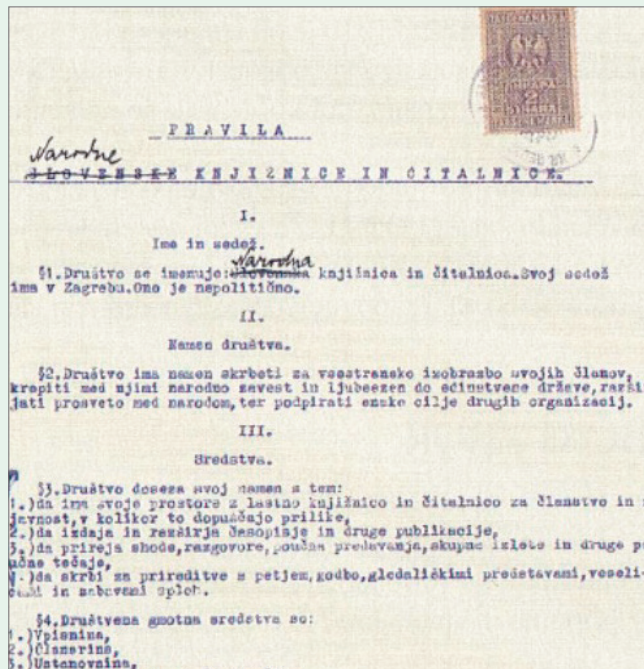 PRAVILA
Narodne
SLOVENSKE KNJIŽNICE IN ČITALNICE.
I.
Ime in sedež.
Narodna
§1.Društvo se imenuje: Slovenska knjižnica in čitalnica.Svoj sedež
ima v Zagrebu.Ono je nepolitično.
II.
Namen društva.
§2.Društvo ima namen skrbeti za vsestransko izobrazbo svojih članov,
krepiti med njimi narodno zavest in ljubezen do edinstvene države,razši
jati prosveto med narodom,ter podpirati enake cilje drugih organizacij.
III.
Sredstva.
§3.Društvo doseza svoj namen s tem:
1.)da ima svoje prostore z lastno knjižnico in čitalnico za članstvo in
javnost,v kolikor to dopuščajo prilike,
2.)da izdaja in razširja časopisje in druge publikacije,
3.)da prireja shode,razgovore,poučna predavanja,skupne izlete in druge
učne tečaje,
da skrbi za prireditve s petjem,godbo,gledališkimi predstavami,veseli-
cami in zabavami sploh.
§4.Društvena gmotna sredstva so:
1.)Vpisnina,
2.)Članarina,
3.)Ustanovnina,